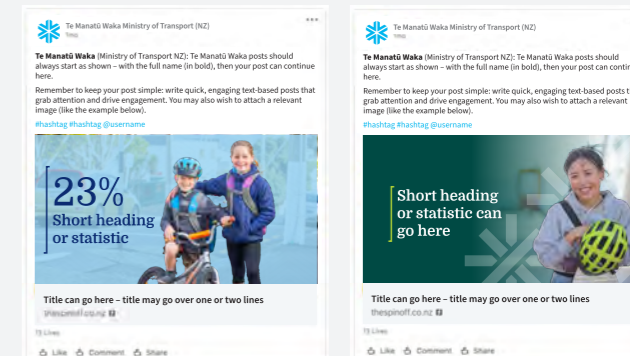 Te Manatū Waka Ministry of Transport (NZ)
Te Manatū Waka (Ministry of Transport NZ): Te Manatū Waka posts should
always start as shown – with the full name (in bold), then your post can continue
here.
Remember to keep your post simple: write quick, engaging text-based posts that
grab attention and drive engagement. You may also wish to attach a relevant
image (like the example below).
#hashtag #hashtag @username
23%
Short heading
or statistic
Title can go here – title may go over one or two lines
thespinoff.co.nz
Like Comment Share
Te Manatū Waka Ministry of Transport (NZ)
Te Manatū Waka (Ministry of Transport NZ): Te Manatū Waka posts should
always start as shown – with the full name (in bold), then your post can contin
here.
Remember to keep your post simple: write quick, engaging text-based posts t
grab attention and drive engagement. You may also wish to attach a relevant
image (like the example below).
#hashtag #hashtag @username
Short heading
or statistic can
go here
Title can go here – title may go over one or two lines
thespinoff.co.nz
Like Comment Share